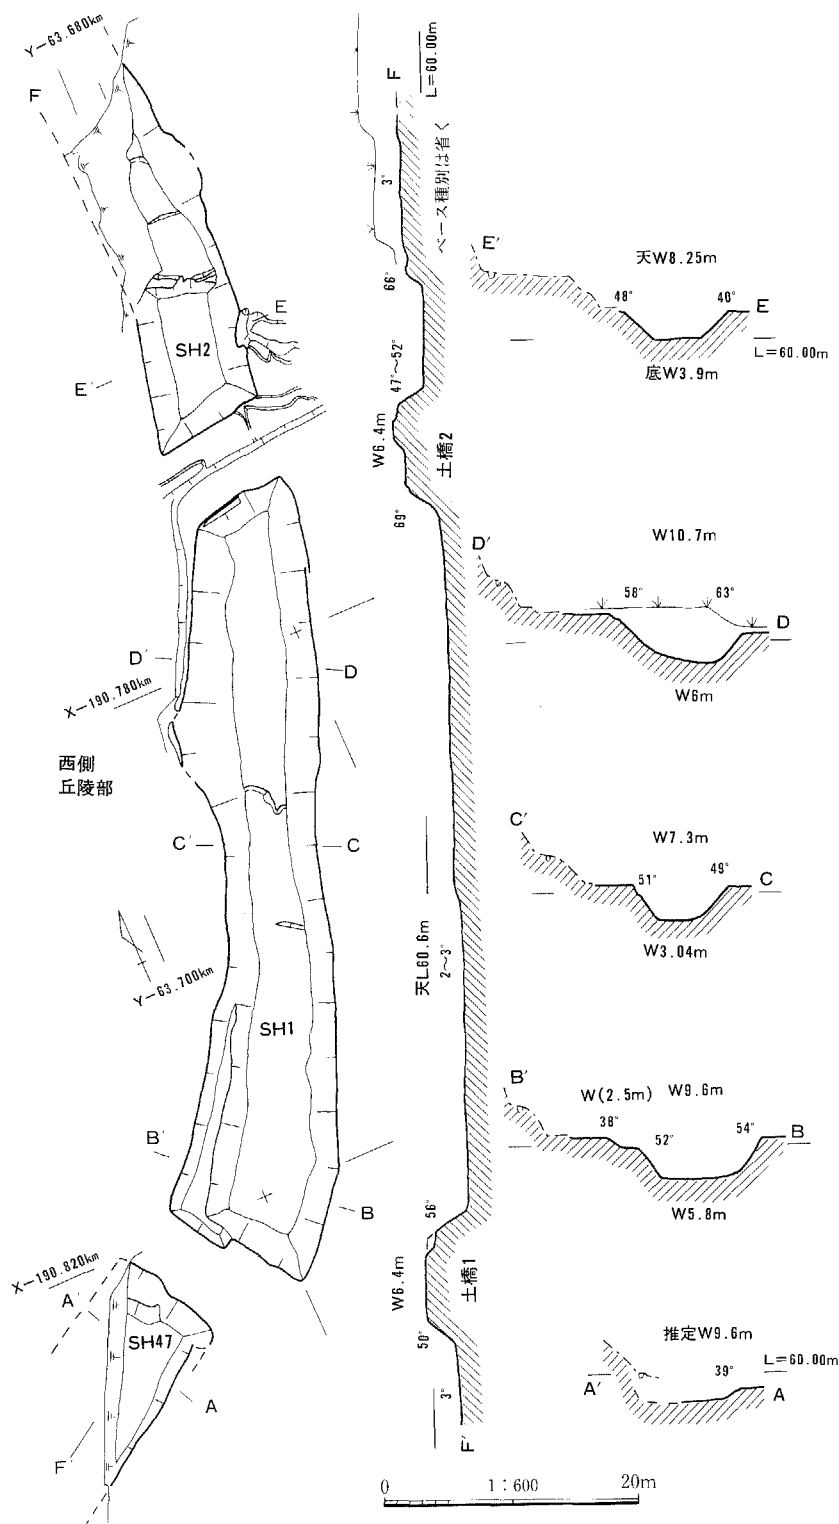 Y−63.680km
F
E
SH2
E′
D′
D
X−190.780km
西側
丘陵部
C′
C
Y−63.700km
SH1
B′
B
X−190.820km
A′
SH47
A
F′
F
L=60.00m
ベース種別は省く
3°
66°
47°~52°
W6.4m
土橋2
69°
天L60.6m
2~3°
56°
W6.4m
土橋1
50°
3°
F′
E′
天W8.25m
48°
40°
E
L=60.00m
底W3.9m
D′
W10.7m
58°
63°
D
W6m
C′
W7.3m
51°
49°
C
W3.04m
B′
W(2.5m) W9.6m
38°
52°
54°
B
W5.8m
推定W9.6m
L=60.00m
39°
A′
A
0 1:600 20m